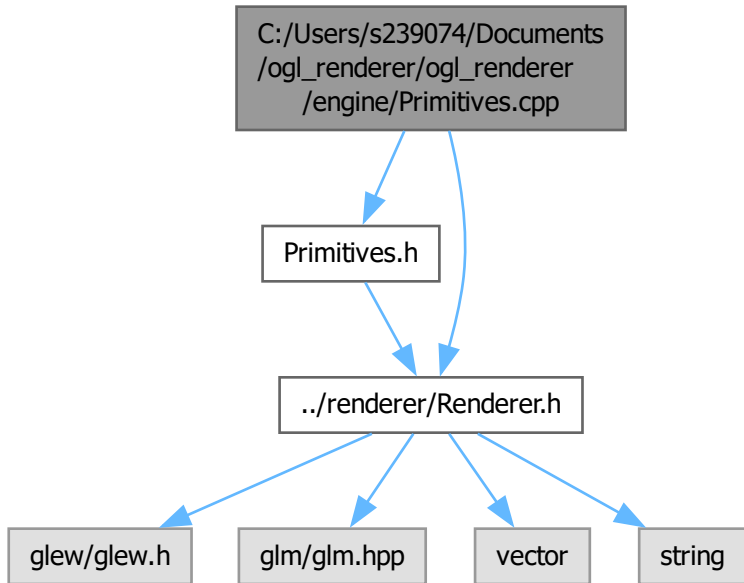 C:/Users/s239074/Documents
/ogl_renderer/ogl_renderer
/engine/Primitives.cpp
Primitives.h
../renderer/Renderer.h
glew/glew.h
glm/glm.hpp
vector
string